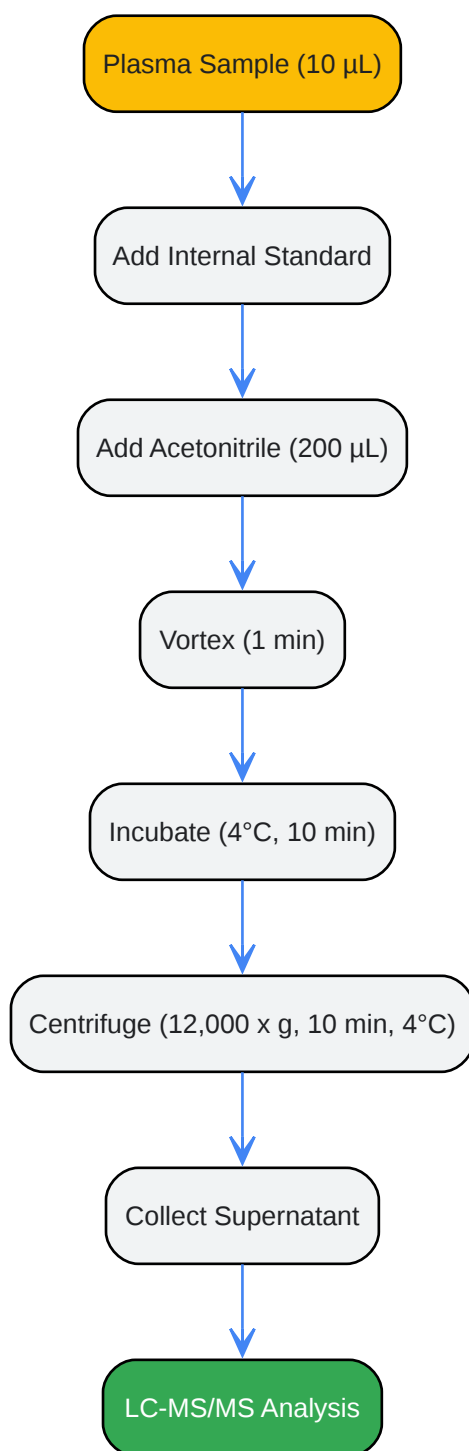 Plasma Sample (10 µL)
Add Internal Standard
Add Acetonitrile (200 µL)
Vortex (1 min)
Incubate (4°C, 10 min)
Centrifuge (12,000 x g, 10 min, 4°C)
Collect Supernatant
LC-MS/MS Analysis